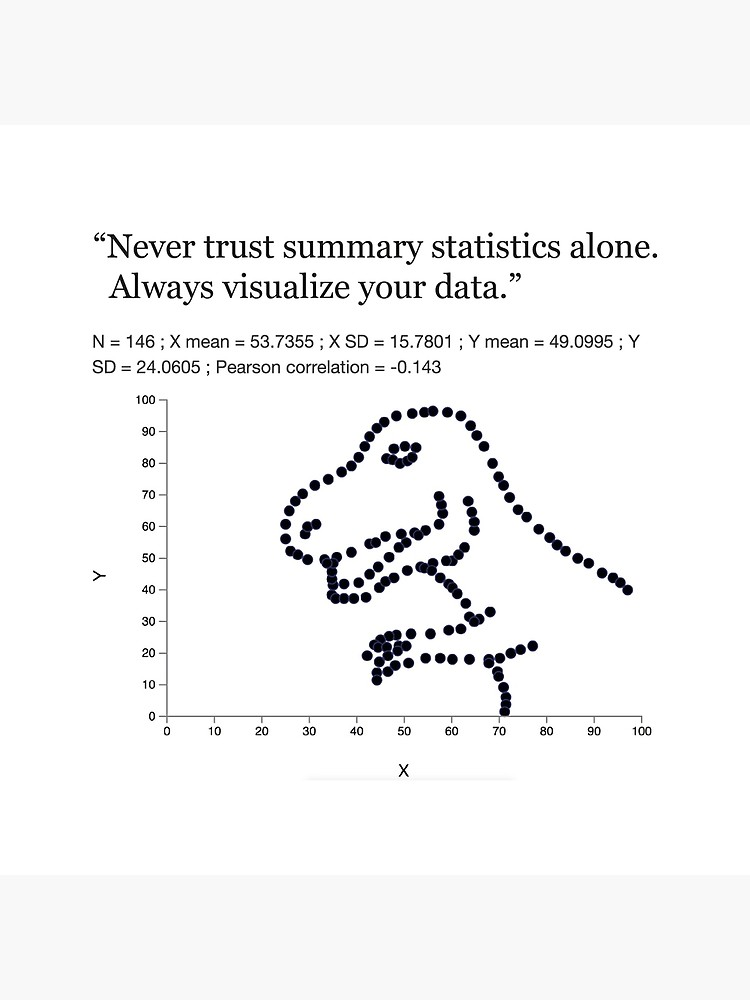 “Never trust summary statistics alone.
Always visualize your data.”
N = 146 ; X mean = 53.7355 ; X SD = 15.7801 ; Y mean = 49.0995 ; Y
SD = 24.0605 ; Pearson correlation = -0.143
100
90
80
70
60
50
40
30
20
10
0
Y
0 10 20 30 40 50 60 70 80 90 100
X